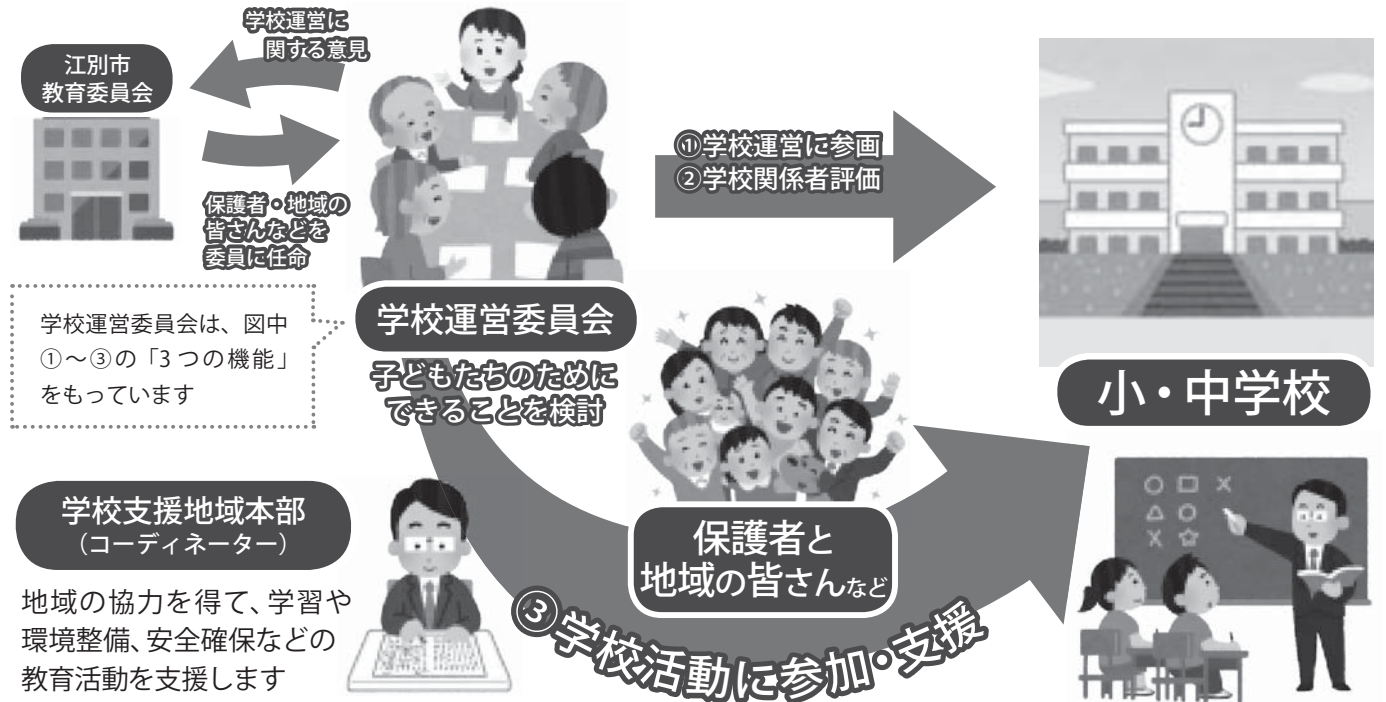 学校運営に
関する意見
江別市
教育委員会
保護者・地域の
皆さんなどを
委員に任命
①学校運営に参画
②学校関係者評価
学校運営委員会は、図中
①〜③の「3つの機能」
をもっています
学校運営委員会
子どもたちのために
できることを検討
小・中学校
学校支援地域本部
（コーディネーター）
地域の協力を得て、学習や
環境整備、安全確保などの
教育活動を支援します
保護者と
地域の皆さんなど
③学校活動に参加・支援